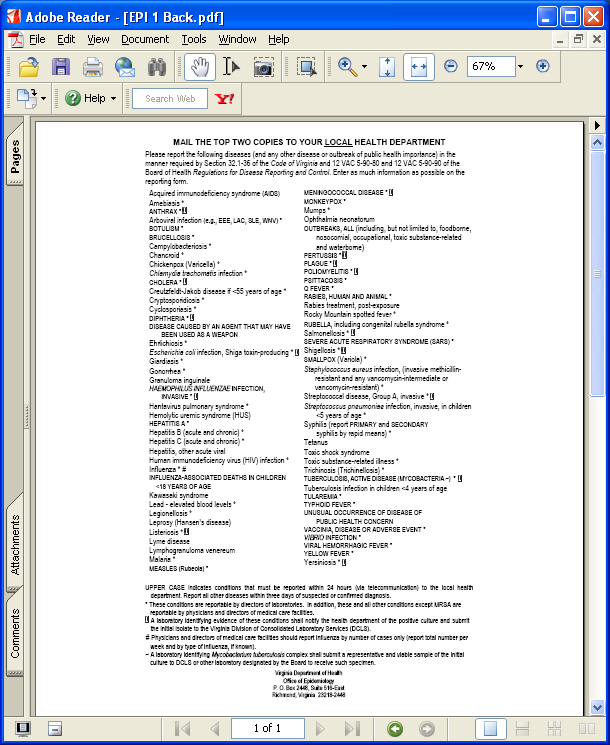 Adobe Reader - [EPI 1 Back.pdf]
File Edit View Document Tools Window Help
67%
Help Search Web Y!
Pages
Attachments
Comments
MAIL THE TOP TWO COPIES TO YOUR LOCAL HEALTH DEPARTMENT
Please report the following diseases (and any other disease or outbreak of public health importance) in the
manner required by Section 32.1-36 of the Code of Virginia and 12 VAC 5-90-80 and 12 VAC 5-90-90 of the
Board of Health Regulations for Disease Reporting and Control. Enter as much information as possible on the
reporting form.
Acquired immunodeficiency syndrome (AIDS)
Amebiasis *
ANTHRAX *
Arboviral infection (e.g., EEE, LAC, SLE, WNV) *
BOTULISM *
BRUCELLOSIS *
Campylobacteriosis *
Chancroid *
Chickenpox (Varicella) *
Chlamydia trachomatis infection *
CHOLERA *
Creutzfeldt-Jakob disease if <55 years of age *
Cryptosporidiosis *
Cyclosporiasis *
DIPHTHERIA *
DISEASE CAUSED BY AN AGENT THAT MAY HAVE
BEEN USED AS A WEAPON
Ehrlichiosis *
Escherichia coli infection, Shiga toxin-producing *
Giardiasis *
Gonorrhea *
Granuloma inguinale
HAEMOPHILUS INFLUENZAE INFECTION,
INVASIVE *
Hantavirus pulmonary syndrome *
Hemolytic uremic syndrome (HUS)
HEPATITIS A *
Hepatitis B (acute and chronic) *
Hepatitis C (acute and chronic) *
Hepatitis, other acute viral
Human immunodeficiency virus (HIV) infection *
Influenza * #
INFLUENZA-ASSOCIATED DEATHS IN CHILDREN
<18 YEARS OF AGE
Kawasaki syndrome
Lead - elevated blood levels *
Legionellosis *
Leprosy (Hansen's disease)
Listeriosis *
Lyme disease
Lymphogranuloma venereum
Malaria *
MEASLES (Rubeola) *
MENINGOCOCCAL DISEASE *
MONKEYPOX *
Mumps *
Ophthalmia neonatorum
OUTBREAKS, ALL (including, but not limited to, foodborne,
nosocomial, occupational, toxic substance-related
and waterborne)
PERTUSSIS *
PLAGUE *
POLIOMYELITIS *
PSITTACOSIS *
Q FEVER *
RABIES, HUMAN AND ANIMAL *
Rabies treatment, post-exposure
Rocky Mountain spotted fever *
RUBELLA, including congenital rubella syndrome *
Salmonellosis *
SEVERE ACUTE RESPIRATORY SYNDROME (SARS) *
Shigellosis *
SMALLPOX (Variola) *
Staphylococcus aureus infection, (invasive methicillin-
resistant and any vancomycin-intermediate or
vancomycin-resistant) *
Streptococcal disease, Group A, invasive *
Streptococcus pneumoniae infection, invasive, in children
<5 years of age *
Syphilis (report PRIMARY and SECONDARY
syphilis by rapid means) *
Tetanus
Toxic shock syndrome
Toxic substance-related illness *
Trichinosis (Trichinellosis) *
TUBERCULOSIS, ACTIVE DISEASE (MYCOBACTERIA ~) *
Tuberculosis infection in children <4 years of age
TULAREMIA *
TYPHOID FEVER *
UNUSUAL OCCURRENCE OF DISEASE OF
PUBLIC HEALTH CONCERN
VACCINIA, DISEASE OR ADVERSE EVENT *
VIBRIO INFECTION *
VIRAL HEMORRHAGIC FEVER *
YELLOW FEVER *
Yersiniosis *
UPPER CASE indicates conditions that must be reported within 24 hours (via telecommunication) to the local health
department. Report all other diseases within three days of suspected or confirmed diagnosis.
* These conditions are reportable by directors of laboratories. In addition, these and all other conditions except MRSA are
reportable by physicians and directors of medical care facilities.
A laboratory identifying evidence of these conditions shall notify the health department of the positive culture and submit
the initial isolate to the Virginia Division of Consolidated Laboratory Services (DCLS).
# Physicians and directors of medical care facilities should report influenza by number of cases only (report total number per
week and by type of influenza, if known).
~ A laboratory identifying Mycobacterium tuberculosis complex shall submit a representative and viable sample of the initial
culture to DCLS or other laboratory designated by the Board to receive such specimen.
Virginia Department of Health
Office of Epidemiology
P. O. Box 2448, Suite 516-East
Richmond, Virginia 23218-2448
1 of 1